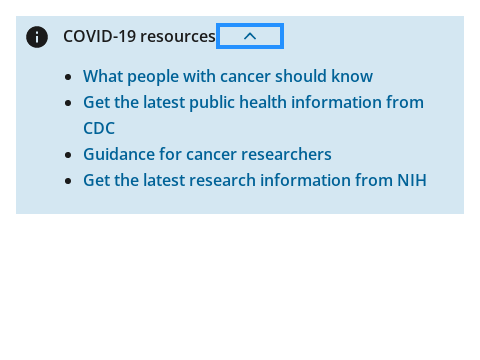 COVID-19 resources
What people with cancer should know
Get the latest public health information from
CDC
Guidance for cancer researchers
Get the latest research information from NIH